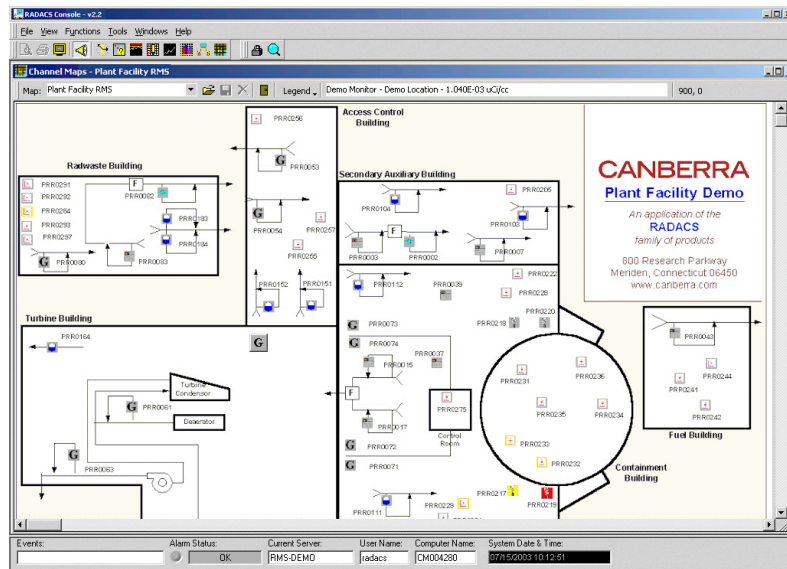 RADACS Console - v2.2
File View Functions Tools Windows Help
Channel Maps - Plant Facility RMS
Map: Plant Facility RMS Legend Demo Monitor - Demo Location - 1.040E-03 uCi/cc 900, 0
Access Control
Building
PRR0256
PRR0053
PRR0054
PRR0257
PRR0255
PRR0152
PRR0151
Radwaste Building
PRR0291
PRR0292
PRR0284
PRR0293
PRR0297
F
PRR0082
PRR0183
PRR0184
G
PRR0080
PRR0083
Secondary Auxiliary Building
PRR0104
PRR0205
PRR0103
F
PRR0003
PRR0002
PRR0007
CANBERRA
Plant Facility Demo
An application of the
RADACS
family of products
800 Research Parkway
Meriden, Connecticut 06450
www.canberra.com
PRR0112
PRR0039
PRR0222
PRR0228
PRR0073
PRR0218
PRR0220
PRR0074
PRR0015
PRR0037
F
PRR0275
Control
Room
PRR0017
PRR0072
PRR0071
PRR0111
PRR0229
PRR0217
PRR0219
Turbine Building
PRR0164
G
Turbine
Condensor
PRR0061
Deaerator
PRR0063
PRR0231
PRR0236
PRR0235
PRR0234
PRR0233
PRR0232
Containment
Building
PRR0043
PRR0244
PRR0241
PRR0242
Fuel Building
Events: Alarm Status: Current Server: User Name: Computer Name: System Date & Time:
OK RMS-DEMO radacs CM004280 07/15/2003 10:12:51